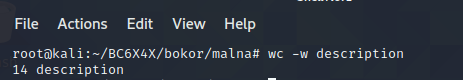 File Actions Edit View Help
root@kali:~/BC6X4X/bokor/malna# wc -w description
14 description